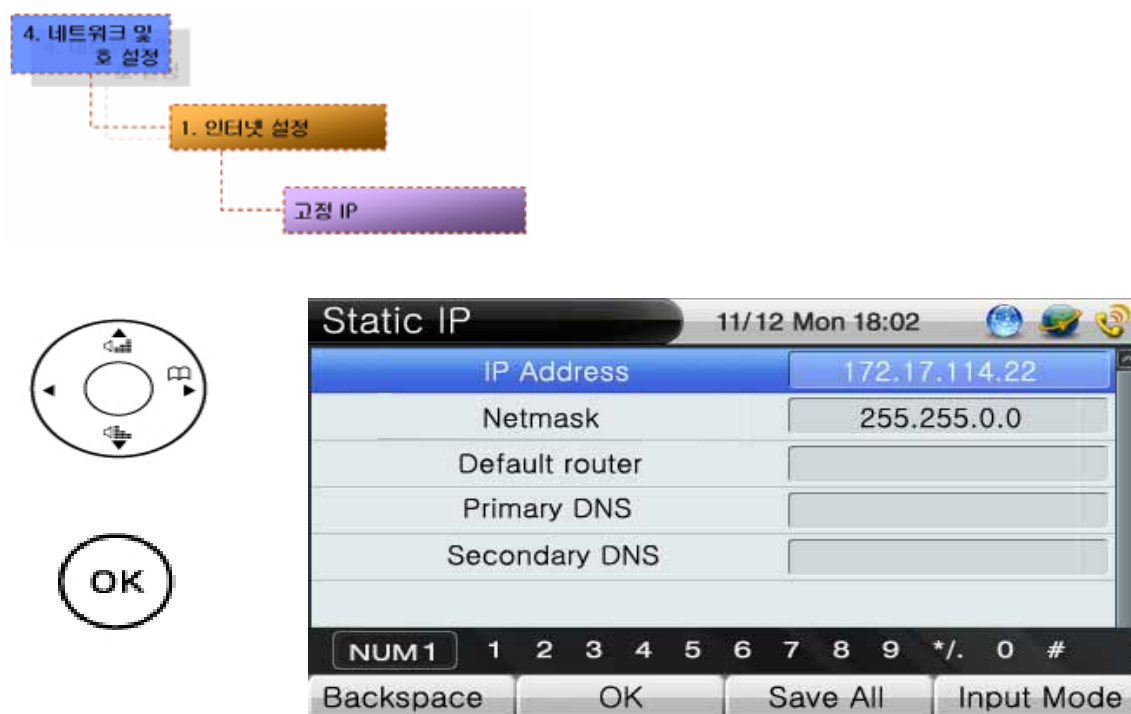 4. 네트워크 및
호 설정
1. 인터넷 설정
고정 IP
Static IP 11/12 Mon 18:02
IP Address 172.17.114.22
Netmask 255.255.0.0
Default router
Primary DNS
Secondary DNS
OK
NUM1 1 2 3 4 5 6 7 8 9 */. 0 #
Backspace OK Save All Input Mode